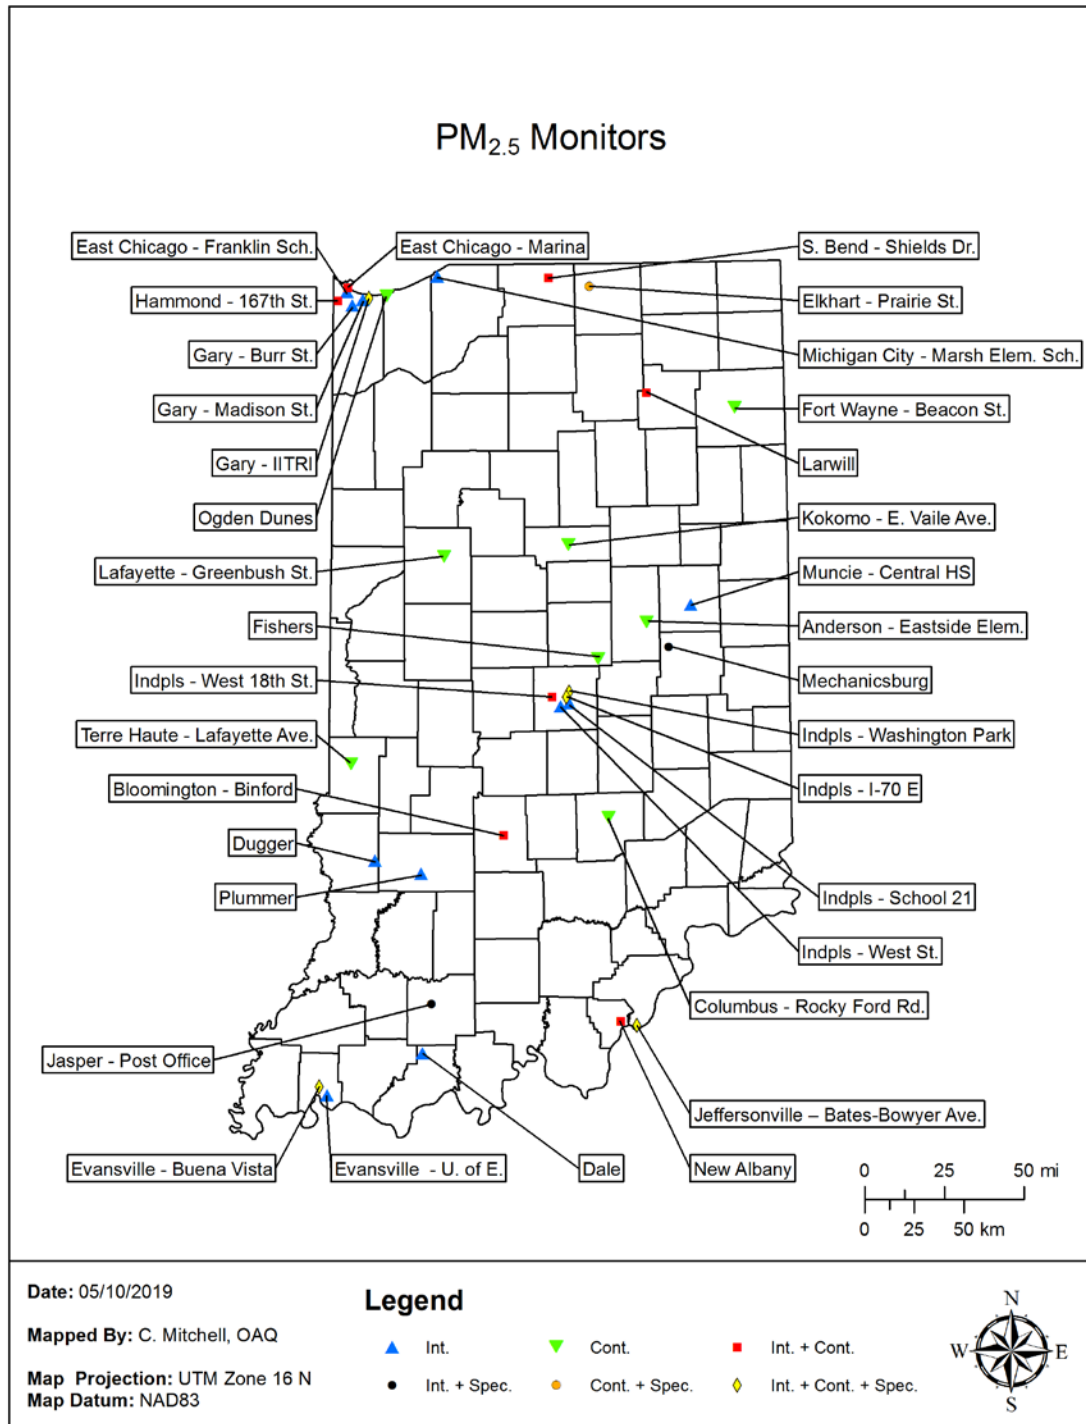 PM2.5 Monitors
East Chicago - Franklin Sch.
East Chicago - Marina
S. Bend - Shields Dr.
Hammond - 167th St.
Elkhart - Prairie St.
Gary - Burr St.
Michigan City - Marsh Elem. Sch.
Gary - Madison St.
Fort Wayne - Beacon St.
Gary - IITRI
Larwill
Ogden Dunes
Kokomo - E. Vaile Ave.
Lafayette - Greenbush St.
Muncie - Central HS
Fishers
Anderson - Eastside Elem.
Indpls - West 18th St.
Mechanicsburg
Terre Haute - Lafayette Ave.
Indpls - Washington Park
Bloomington - Binford
Indpls - I-70 E
Dugger
Plummer
Indpls - School 21
Indpls - West St.
Columbus - Rocky Ford Rd.
Jasper - Post Office
Jeffersonville – Bates-Bowyer Ave.
Evansville - Buena Vista
Evansville - U. of E.
Dale
New Albany
0 25 50 mi
0 25 50 km
Date: 05/10/2019
Mapped By: C. Mitchell, OAQ
Map Projection: UTM Zone 16 N
Map Datum: NAD83
Legend
Int.
Cont.
Int. + Cont.
Int. + Spec.
Cont. + Spec.
Int. + Cont. + Spec.
N
W E
S